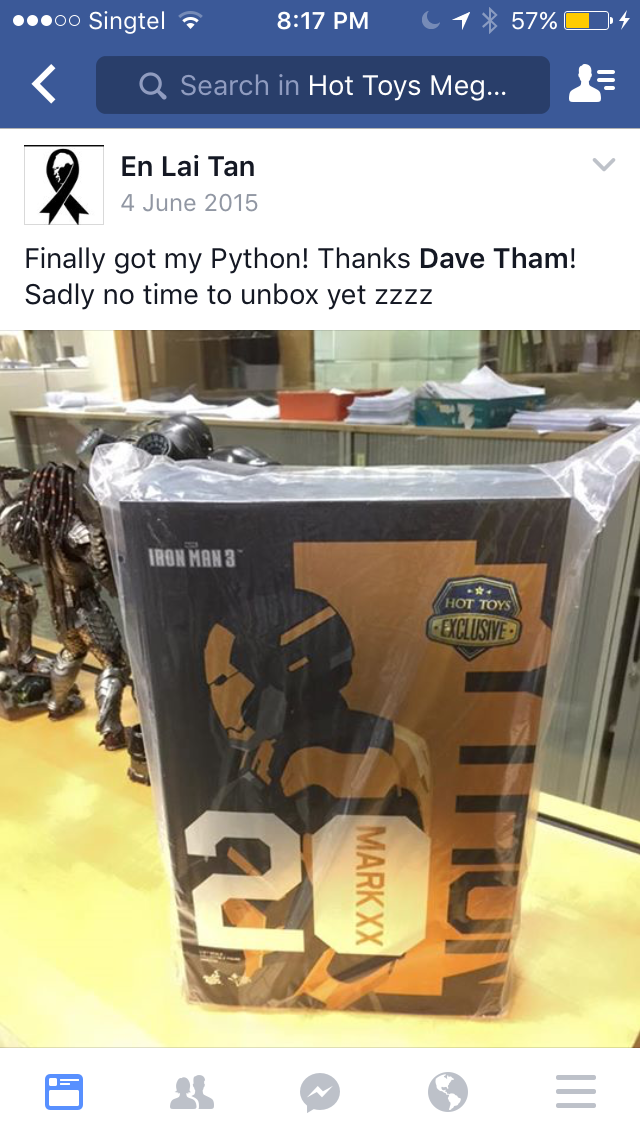 Singtel 8:17 PM 57%
Search in Hot Toys Meg...
En Lai Tan
4 June 2015
Finally got my Python! Thanks Dave Tham!
Sadly no time to unbox yet zzzz
IRON MAN 3
HOT TOYS
EXCLUSIVE
PYTHON
20
MARK XX